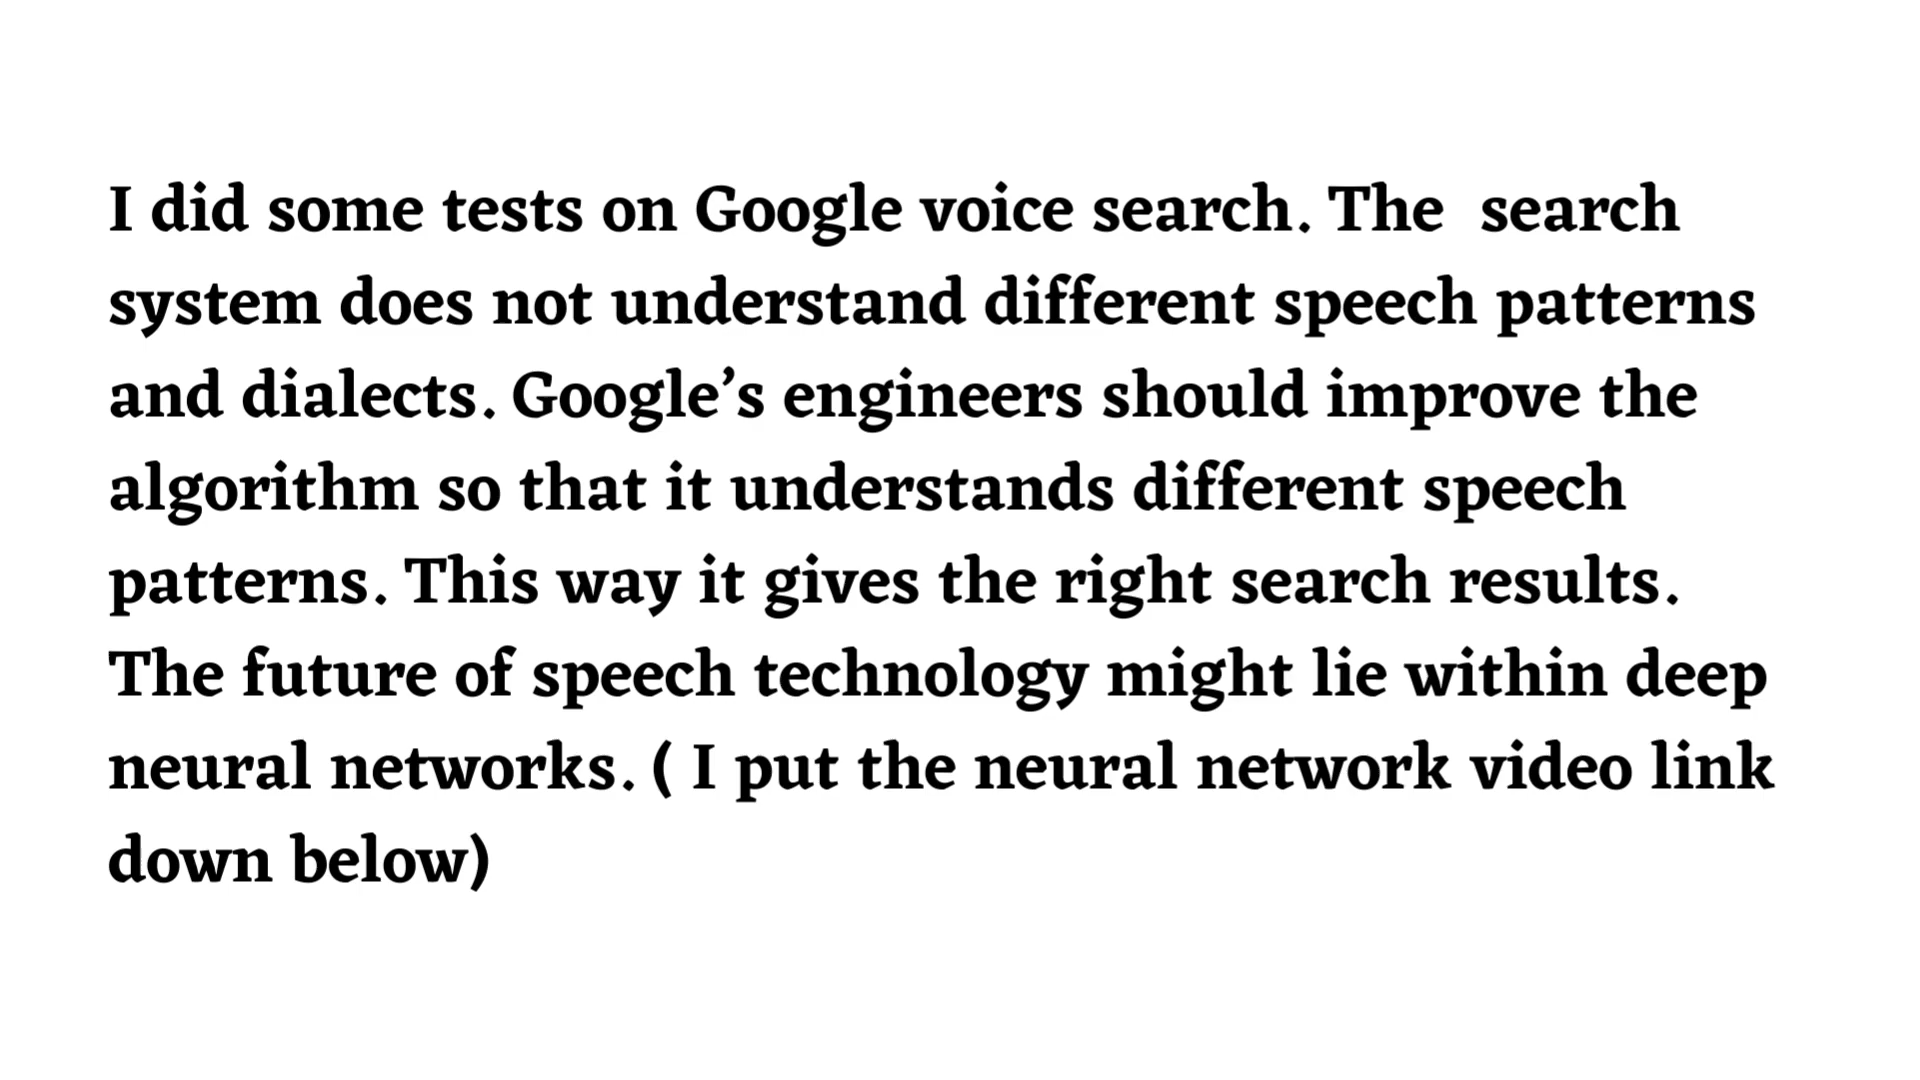 I did some tests on Google voice search. The  search
system does not understand different speech patterns
and dialects. Google’s engineers should improve the
algorithm so that it understands different speech
patterns. This way it gives the right search results.
The future of speech technology might lie within deep
neural networks. ( I put the neural network video link
down below)